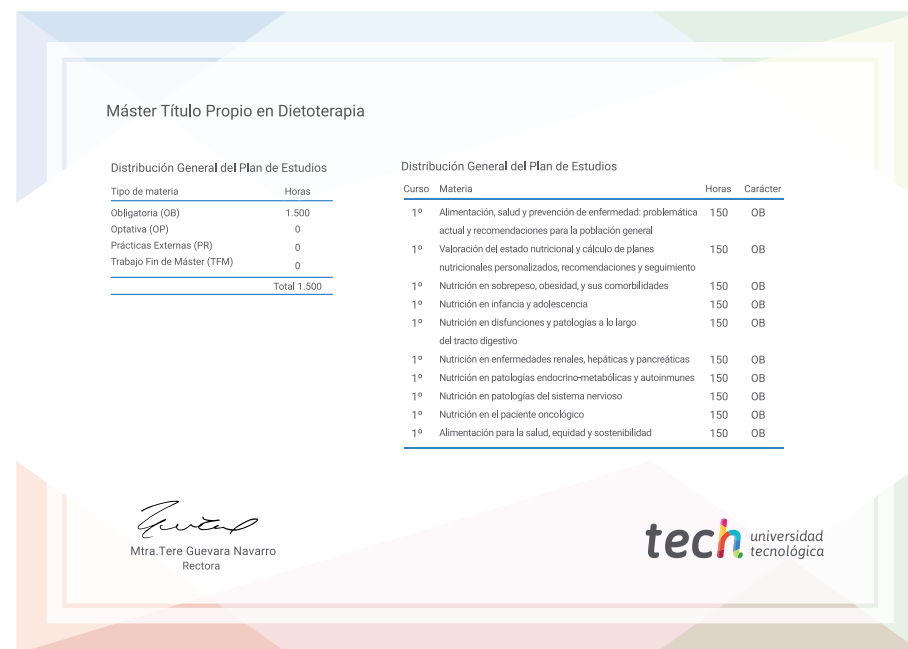 Máster Título Propio en Dietoterapia
Distribución General del Plan de Estudios
Tipo de materia Horas
Obligatoria (OB) 1.500
Optativa (OP) 0
Prácticas Externas (PR) 0
Trabajo Fin de Máster (TFM) 0
Total 1.500
Distribución General del Plan de Estudios
Curso Materia Horas Carácter
1º Alimentación, salud y prevención de enfermedad: problemática 150 OB
actual y recomendaciones para la población general
1º Valoración del estado nutricional y cálculo de planes 150 OB
nutricionales personalizados, recomendaciones y seguimiento
1º Nutrición en sobrepeso, obesidad, y sus comorbilidades 150 OB
1º Nutrición en infancia y adolescencia 150 OB
1º Nutrición en disfunciones y patologías a lo largo 150 OB
del tracto digestivo
1º Nutrición en enfermedades renales, hepáticas y pancreáticas 150 OB
1º Nutrición en patologías endocrino-metabólicas y autoinmunes 150 OB
1º Nutrición en patologías del sistema nervioso 150 OB
1º Nutrición en el paciente oncológico 150 OB
1º Alimentación para la salud, equidad y sostenibilidad 150 OB
Mtra.Tere Guevara Navarro
Rectora
tech universidad
tecnológica